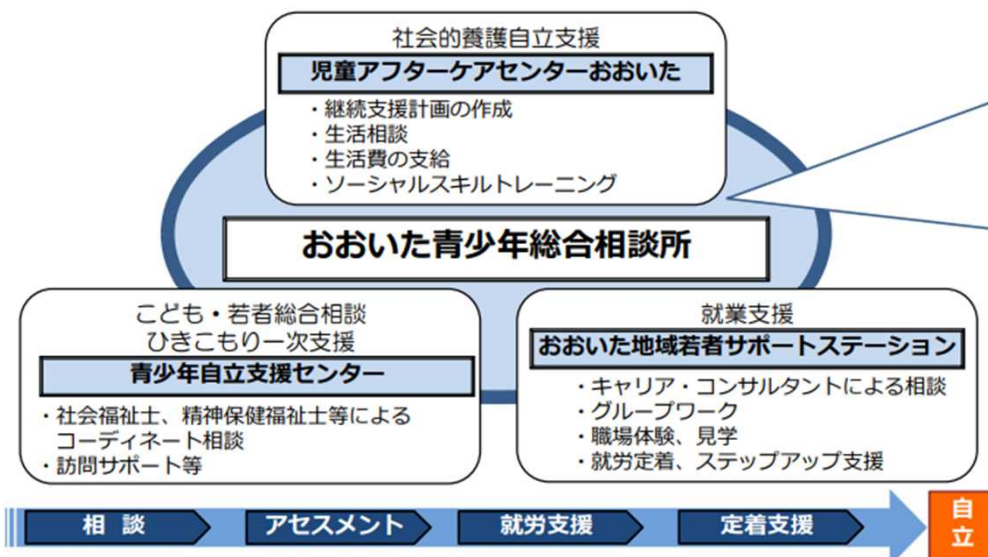 社会的養護自立支援
児童アフターケアセンターおおいた
・継続支援計画の作成
・生活相談
・生活費の支給
・ソーシャルスキルトレーニング
おおいた青少年総合相談所
こども・若者総合相談
ひきこもり一次支援
青少年自立支援センター
・社会福祉士、精神保健福祉士等による
コーディネート相談
・訪問サポート等
就業支援
おおいた地域若者サポートステーション
・キャリア・コンサルタントによる相談
・グループワーク
・職場体験、見学
・就労定着、ステップアップ支援
相 談
アセスメント
就労支援
定着支援
自立